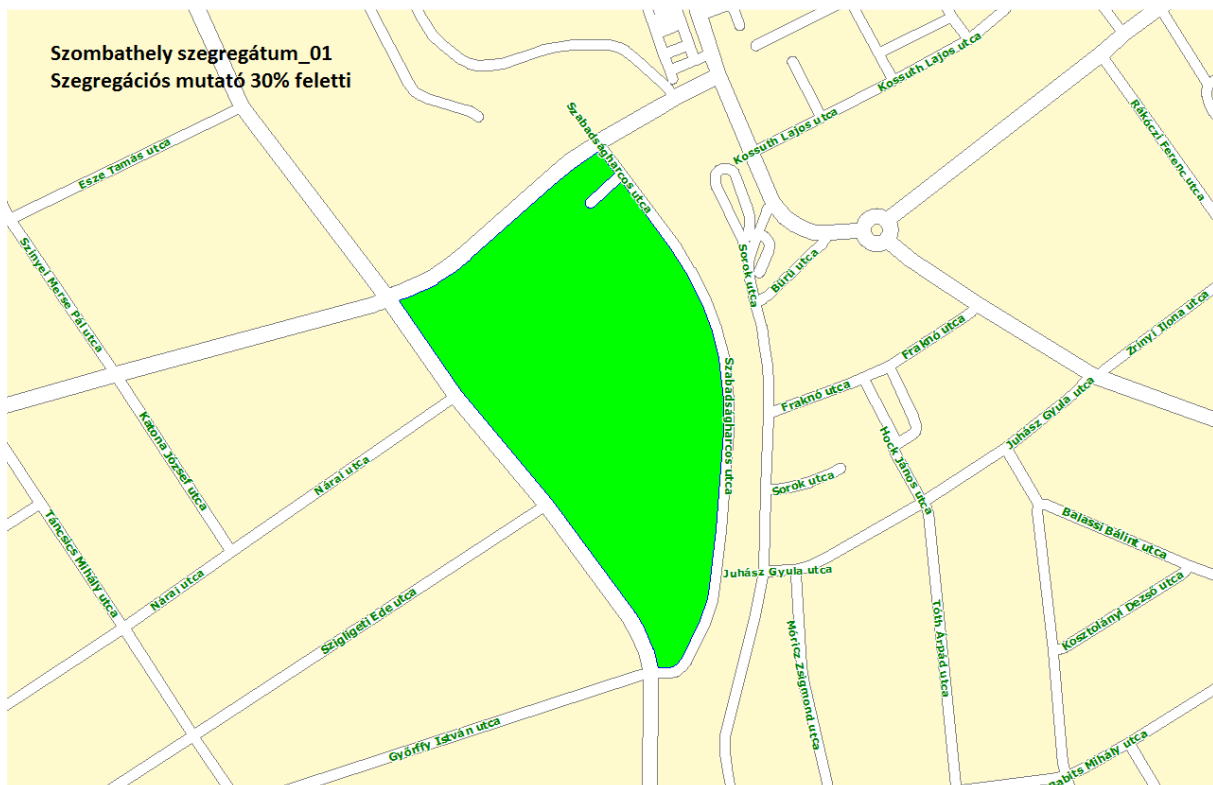 Szombathely szegregátum_01
Szegregációs mutató 30% feletti
Kossuth Lajos utca
Kossuth Lajos utca
Rákóczi Ferenc utca
Szabadságharcos utca
Esze Tamás utca
Szinyei Merse Pál utca
Sorok utca
Bürü utca
Zrínyi Ilona utca
Fraknó utca
Fraknó utca
Szabadságharcos utca
Juhász Gyula utca
Katona József utca
Hock János utca
Nárai utca
Sorok utca
Táncsics Mihály utca
Balassi Bálint utca
Juhász Gyula utca
Nárai utca
Szigligeti Ede utca
Kosztolányi Dezső utca
Móricz Zsigmond utca
Tóth Árpád utca
Győrffy István utca
Babits Mihály utca